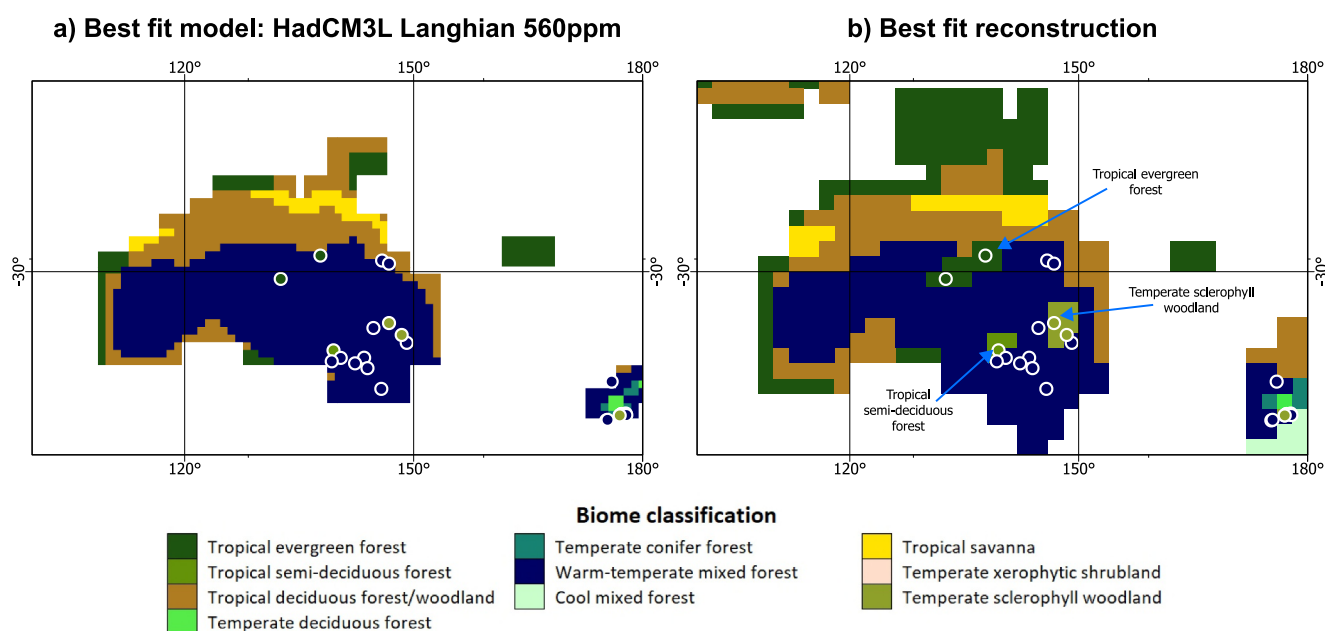 a) Best fit model: HadCM3L Langhian 560ppm
b) Best fit reconstruction
120°
150°
180°
120°
150°
180°
-30°
-30°
-30°
-30°
Tropical evergreen
forest
Temperate sclerophyll
woodland
Tropical
semi-deciduous
forest
120°
150°
180°
120°
150°
180°
Biome classification
Tropical evergreen forest
Tropical semi-deciduous forest
Tropical deciduous forest/woodland
Temperate deciduous forest
Temperate conifer forest
Warm-temperate mixed forest
Cool mixed forest
Tropical savanna
Temperate xerophytic shrubland
Temperate sclerophyll woodland